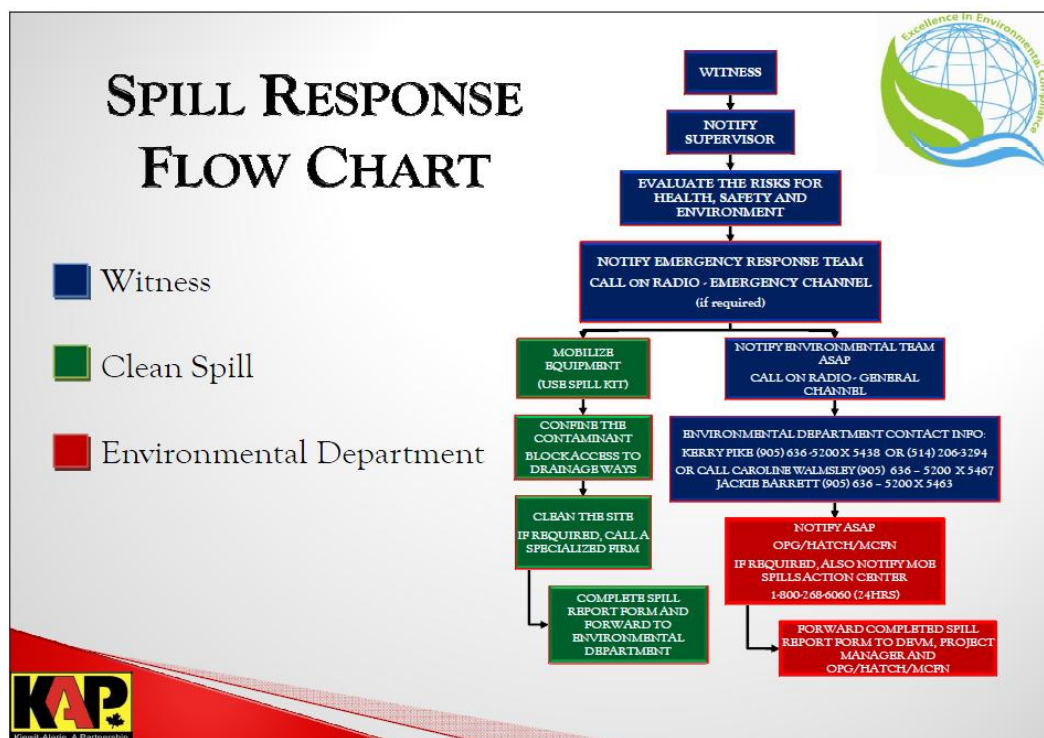 SPILL RESPONSE
FLOW CHART
Witness
Clean Spill
Environmental Department
Excellence in Environmental Compliance
WITNESS
NOTIFY
SUPERVISOR
EVALUATE THE RISKS FOR
HEALTH, SAFETY AND
ENVIRONMENT
NOTIFY EMERGENCY RESPONSE TEAM
CALL ON RADIO - EMERGENCY CHANNEL
(if required)
MOBILIZE
EQUIPMENT
(USE SPILL KIT)
CONFINE THE
CONTAMINANT
BLOCK ACCESS TO
DRAINAGE WAYS
CLEAN THE SITE
IF REQUIRED, CALL A
SPECIALIZED FIRM
COMPLETE SPILL
REPORT FORM AND
FORWARD TO
ENVIRONMENTAL
DEPARTMENT
NOTIFY ENVIRONMENTAL TEAM
ASAP
CALL ON RADIO - GENERAL
CHANNEL
ENVIRONMENTAL DEPARTMENT CONTACT INFO:
KERRY PIKE (905) 636-5200 X 5438 OR (514) 206-3294
OR CALL CAROLINE WALMSLEY (905) 636 – 5200 X 5467
JACKIE BARRETT (905) 636 – 5200 X 5463
NOTIFY ASAP
OPG/HATCH/MCFN
IF REQUIRED, ALSO NOTIFY MOE
SPILLS ACTION CENTER
1-800-268-6060 (24HRS)
FORWARD COMPLETED SPILL
REPORT FORM TO DEVM, PROJECT
MANAGER AND
OPG/HATCH/MCFN
KAP
Kiewit-Alarie, A Partnership